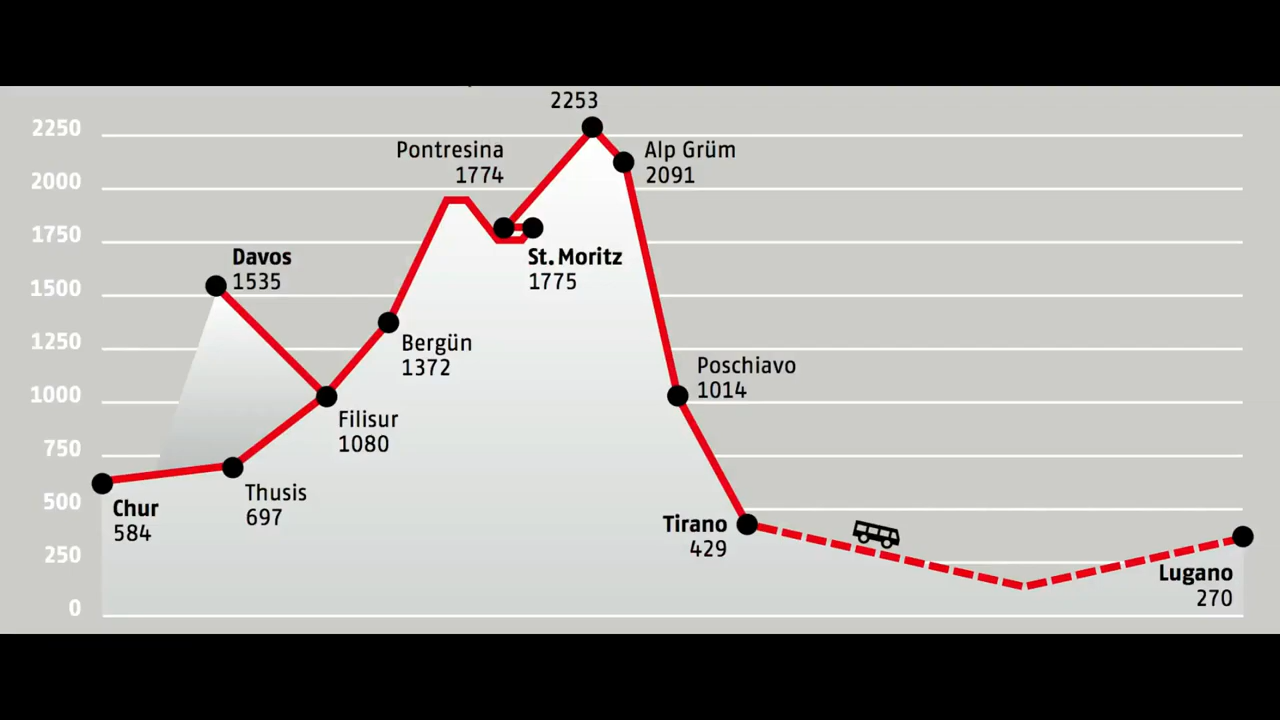 2253
2250
2000
1750
1500
1250
1000
750
500
250
0
Pontresina
1774
Alp Grüm
2091
Davos
1535
St. Moritz
1775
Bergün
1372
Poschiavo
1014
Filisur
1080
Thusis
697
Chur
584
Tirano
429
Lugano
270